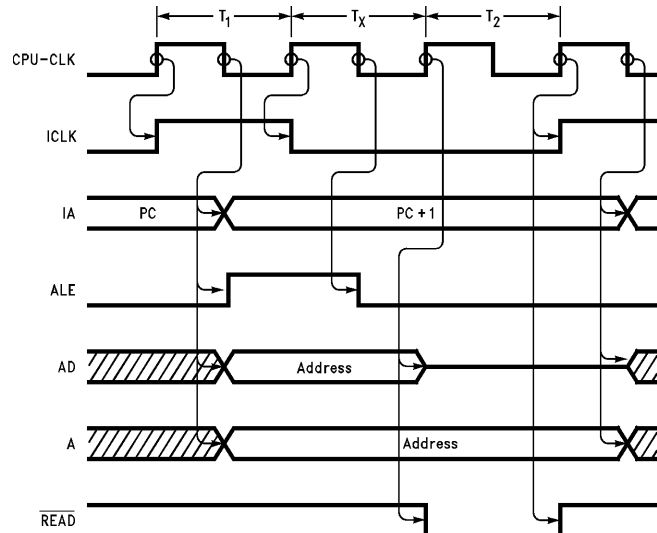 T1 TX T2
CPU-CLK
ICLK
IA PC PC + 1
ALE
AD Address
A Address
READ